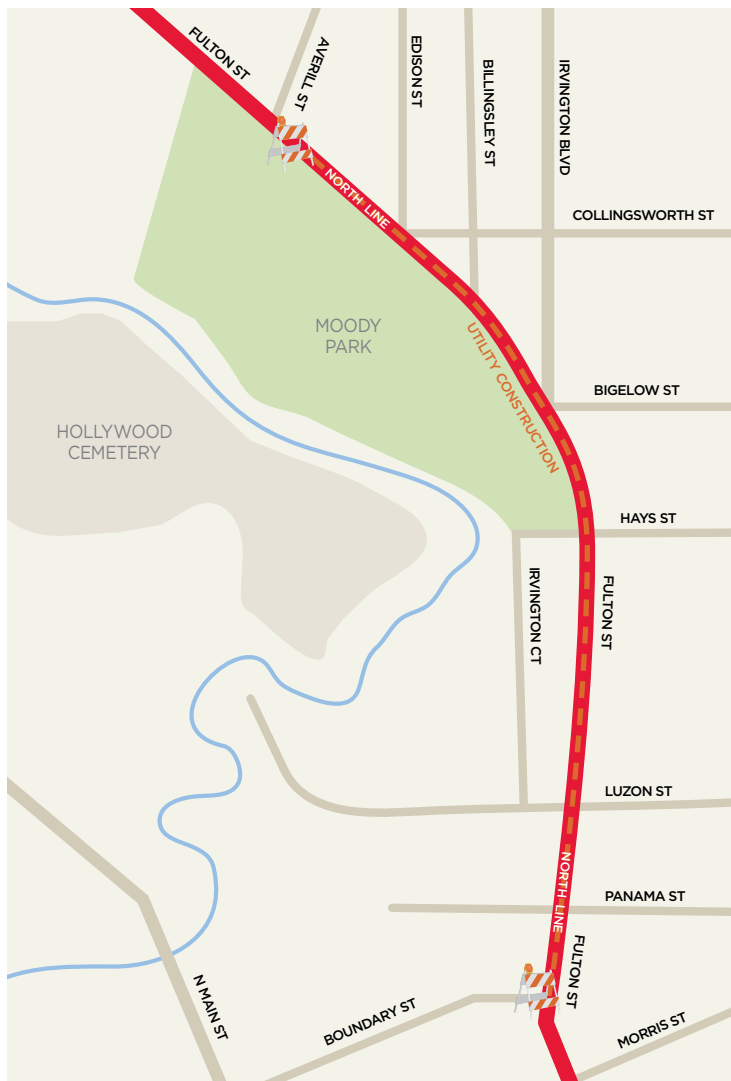 FULTON ST
AVERILL ST
EDISON ST
BILLINGSLEY ST
IRVINGTON BLVD
NORTH LINE
COLLINGSWORTH ST
MOODY
PARK
UTILITY CONSTRUCTION
BIGELOW ST
HOLLYWOOD
CEMETERY
HAYS ST
IRVINGTON CT
FULTON ST
LUZON ST
NORTH LINE
PANAMA ST
FULTON ST
N MAIN ST
BOUNDARY ST
MORRIS ST